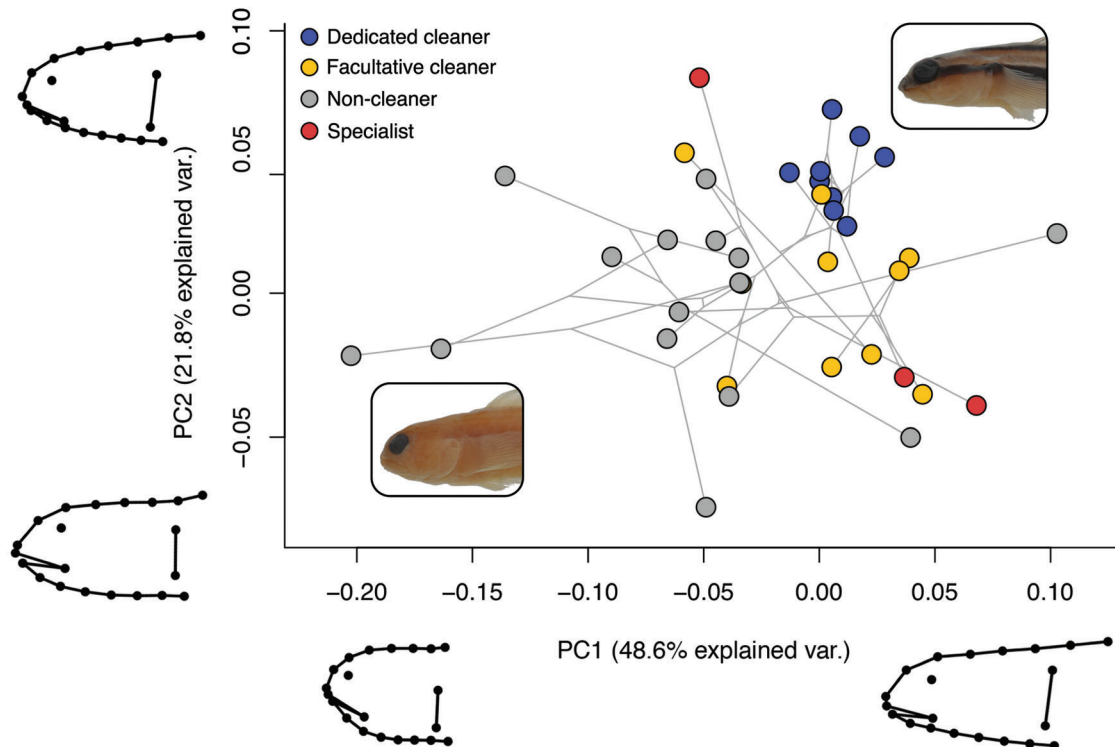 Dedicated cleaner
Facultative cleaner
Non-cleaner
Specialist
PC2 (21.8% explained var.)
0.10
0.05
0.00
−0.05
−0.20
−0.15
−0.10
−0.05
0.00
0.05
0.10
PC1 (48.6% explained var.)